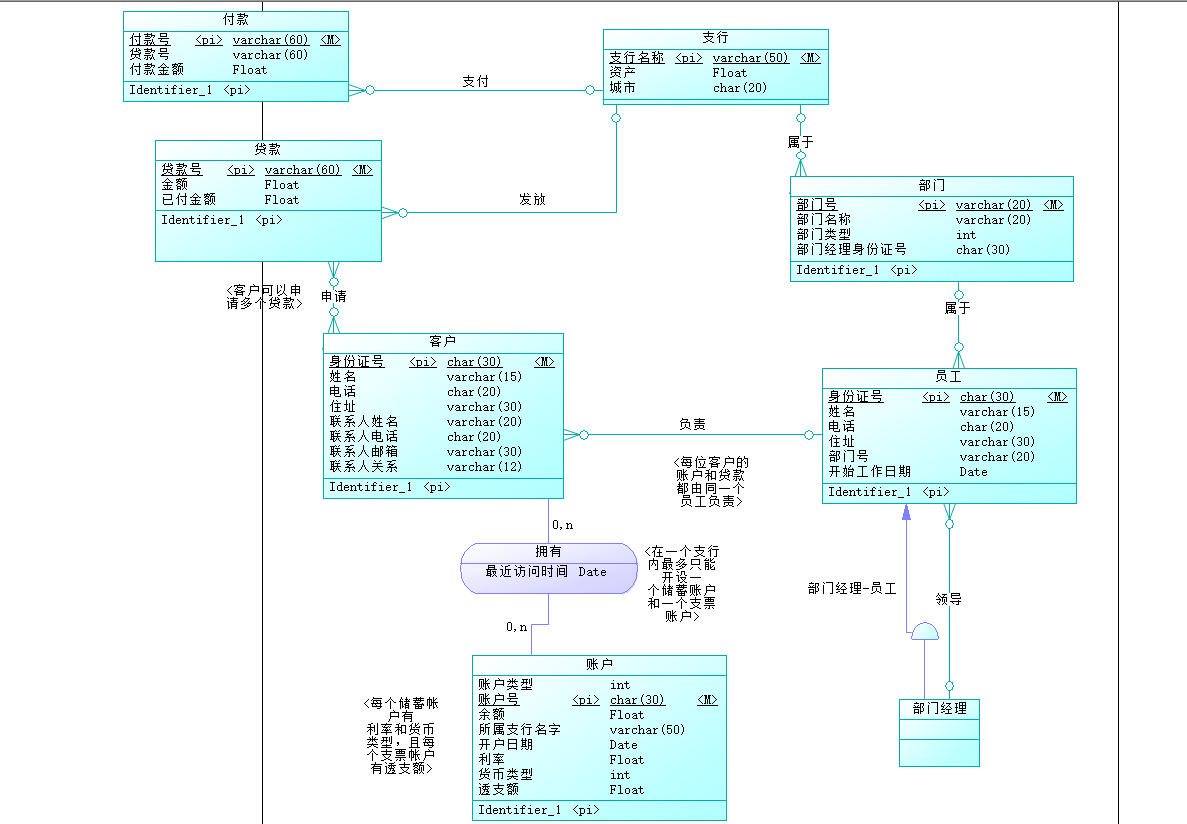 付款
付款号 <pi> varchar(60) <M>
贷款号 varchar(60)
付款金额 Float
Identifier_1 <pi>
支付
支行
支行名称 <pi> varchar(50) <M>
资产 Float
城市 char(20)
属于
贷款
贷款号 <pi> varchar(60) <M>
金额 Float
已付金额 Float
Identifier_1 <pi>
发放
部门
部门号 <pi> varchar(20) <M>
部门名称 varchar(20)
部门类型 int
部门经理身份证号 char(30)
Identifier_1 <pi>
<客户可以申
请多个贷款>
申请
属于
客户
身份证号 <pi> char(30) <M>
姓名 varchar(15)
电话 char(20)
住址 varchar(30)
联系人姓名 varchar(20)
联系人电话 char(20)
联系人邮箱 varchar(30)
联系人关系 varchar(12)
Identifier_1 <pi>
负责
<每位客户的
账户和贷款
都由同一个
员工负责>
员工
身份证号 <pi> char(30) <M>
姓名 varchar(15)
电话 char(20)
住址 varchar(30)
部门号 varchar(20)
开始工作日期 Date
Identifier_1 <pi>
0,n
拥有
最近访问时间 Date
0,n
<在一个支行
内最多只能
开设一
个储蓄账户
和一个支票
账户>
部门经理-员工
领导
部门经理
<每个储蓄帐
户有
利率和货币
类型，且每
个支票帐户
有透支额>
账户
账户类型 int
账户号 <pi> char(30) <M>
余额 Float
所属支行名字 varchar(50)
开户日期 Date
利率 Float
货币类型 int
透支额 Float
Identifier_1 <pi>